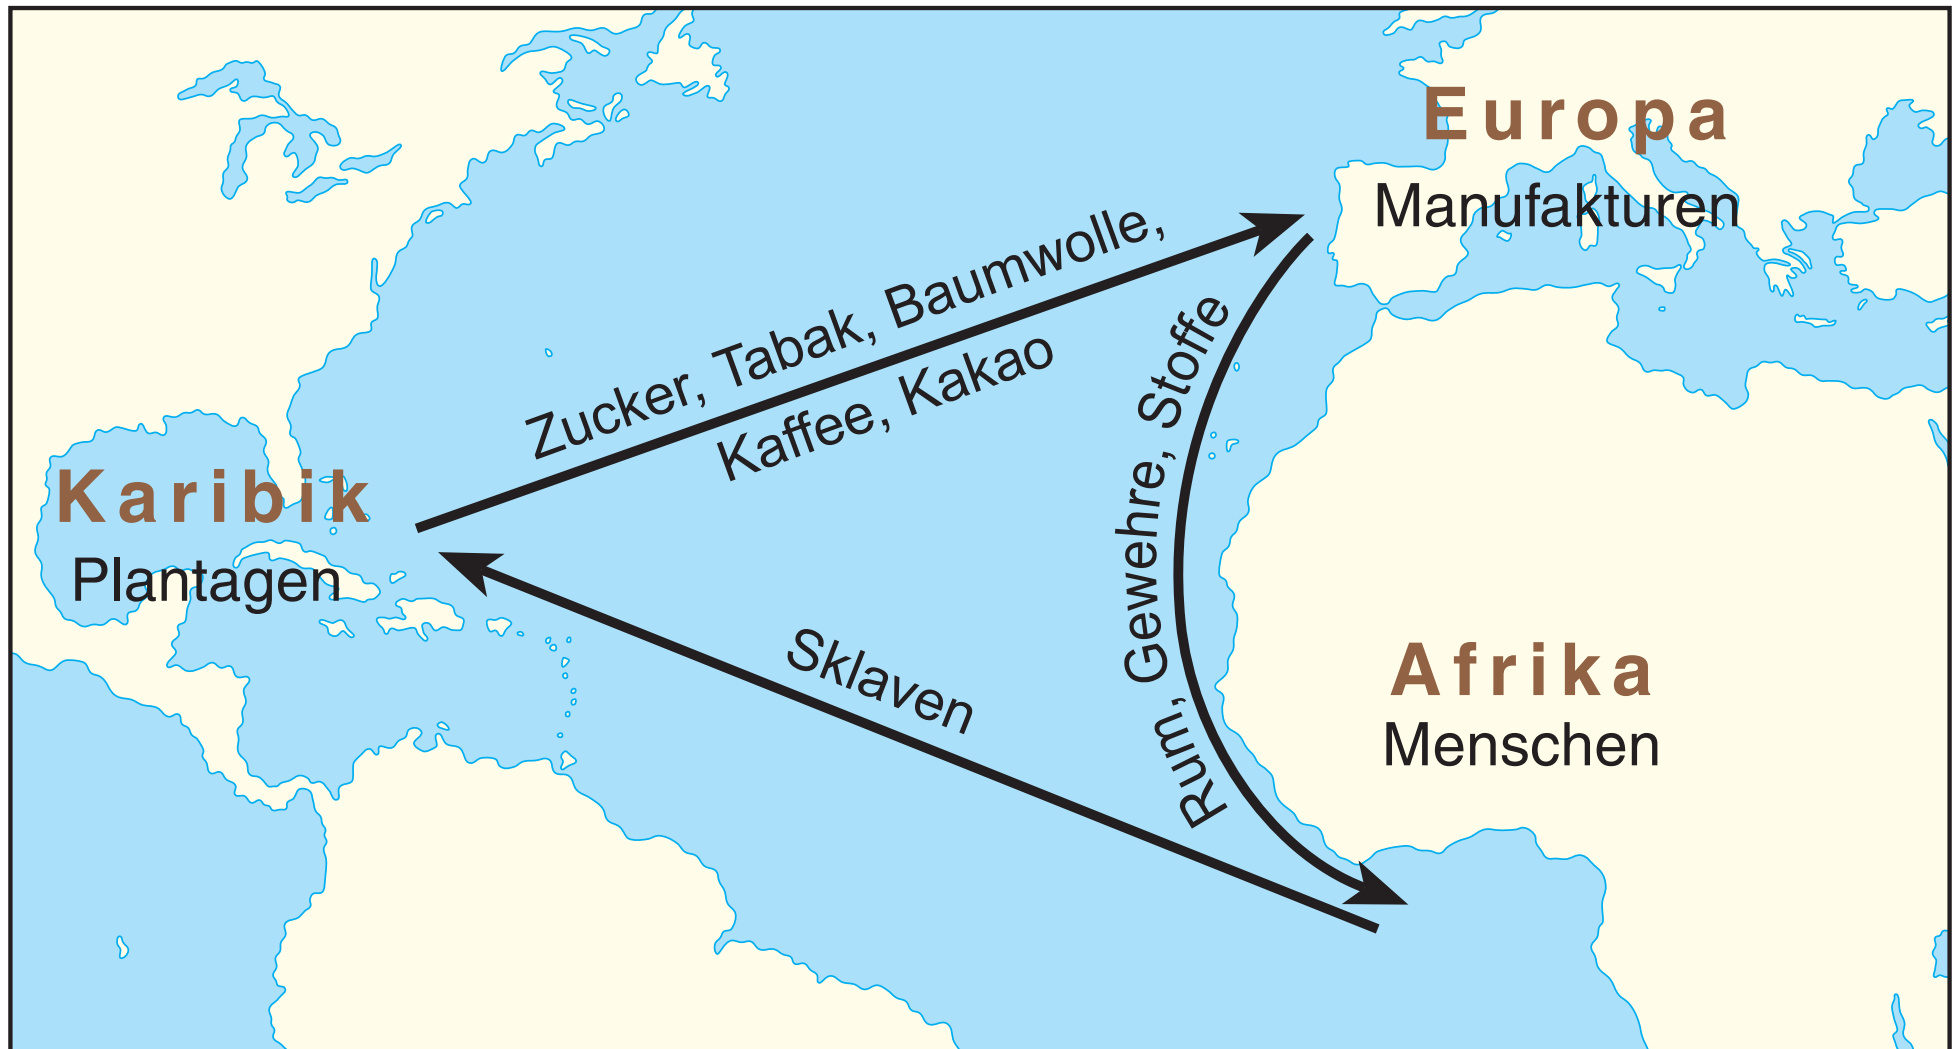 Europa
Manufakturen
Zucker, Tabak, Baumwolle,
Kaffee, Kakao
Rum, Gewehre, Stoffe
Karibik
Plantagen
Sklaven
Afrika
Menschen